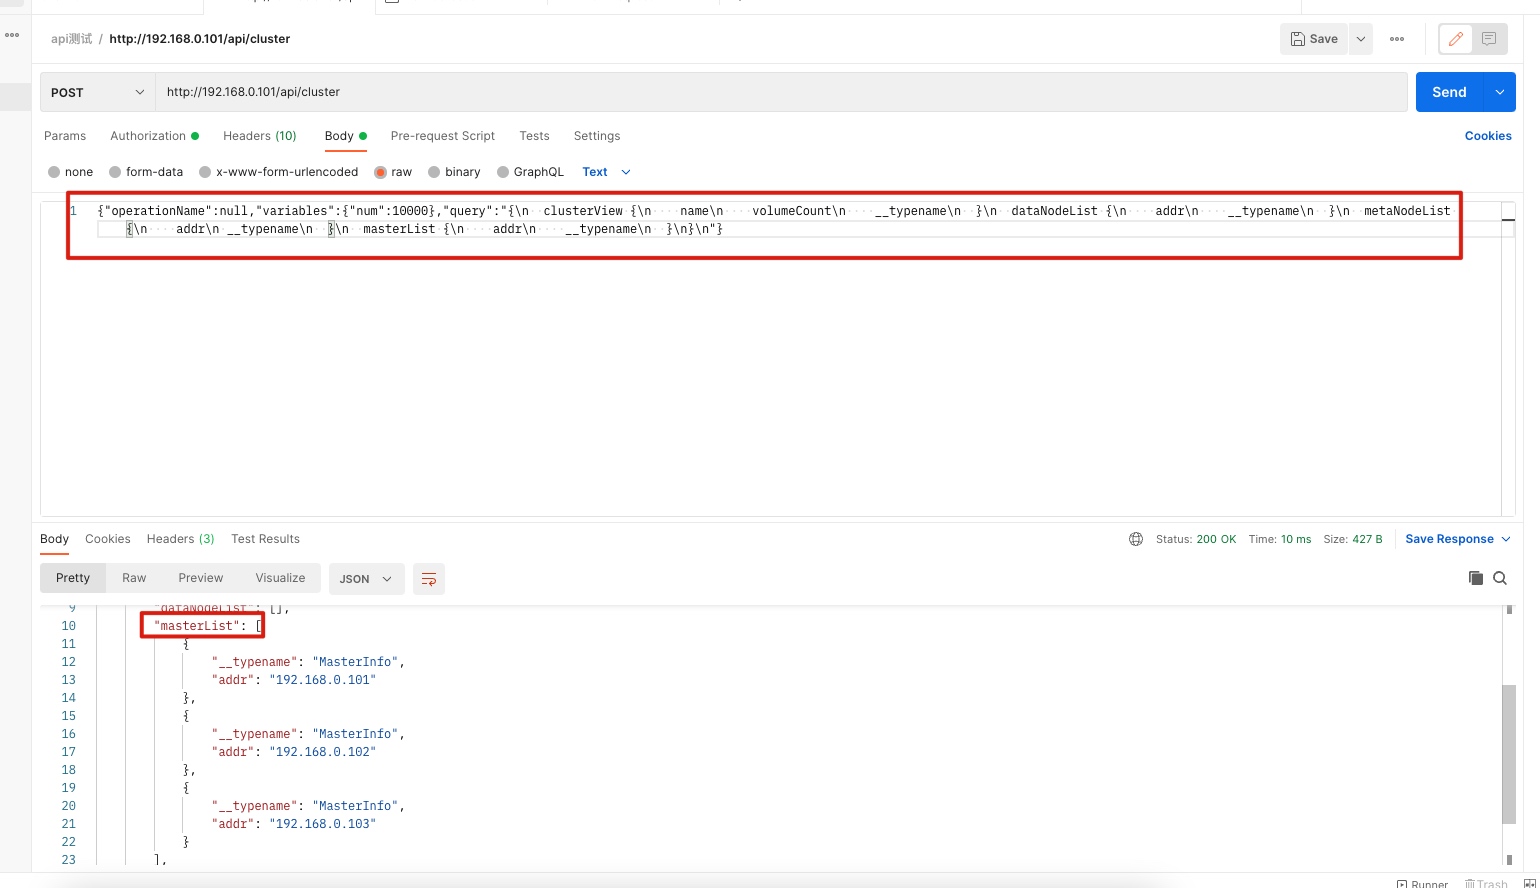 api测试 / http://192.168.0.101/api/cluster
Save
POST http://192.168.0.101/api/cluster
Send
Params Authorization Headers (10) Body Pre-request Script Tests Settings Cookies
none form-data x-www-form-urlencoded raw binary GraphQL Text
1 {"operationName":null,"variables":{"num":10000},"query":"{\n··clusterView·{\n····name\n····volumeCount\n····__typename\n··}\n··dataNodeList·{\n····addr\n····__typename\n··}\n··metaNodeList·
{\n····addr\n·__typename\n··}\n··masterList·{\n····addr\n····__typename\n··}\n}\n"}
Body Cookies Headers (3) Test Results Status: 200 OK Time: 10 ms Size: 427 B Save Response
Pretty Raw Preview Visualize JSON
9 "dataNodeList": [],
10 "masterList": [
11 {
12 "__typename": "MasterInfo",
13 "addr": "192.168.0.101"
14 },
15 {
16 "__typename": "MasterInfo",
17 "addr": "192.168.0.102"
18 },
19 {
20 "__typename": "MasterInfo",
21 "addr": "192.168.0.103"
22 }
23 ],
Runner Trash